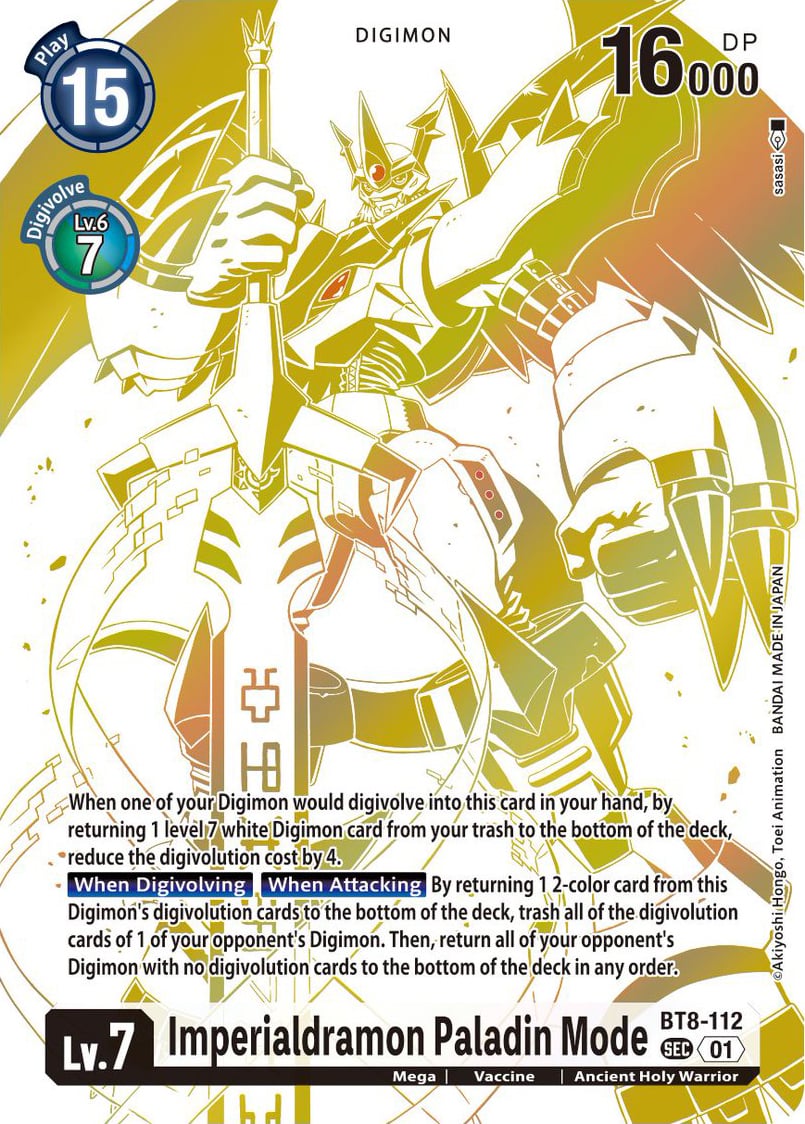 DIGIMON
Play
15
DP
16000
Digivolve
Lv.6
7
sasasi
When one of your Digimon would digivolve into this card in your hand, by
returning 1 level 7 white Digimon card from your trash to the bottom of the deck,
reduce the digivolution cost by 4.
When Digivolving When Attacking By returning 1 2-color card from this
Digimon's digivolution cards to the bottom of the deck, trash all of the digivolution
cards of 1 of your opponent's Digimon. Then, return all of your opponent's
Digimon with no digivolution cards to the bottom of the deck in any order.
©Akiyoshi Hongo, Toei Animation BANDAI MADE IN JAPAN
Lv.7
Imperialdramon Paladin Mode
BT8-112
SEC 01
Mega | Vaccine | Ancient Holy Warrior